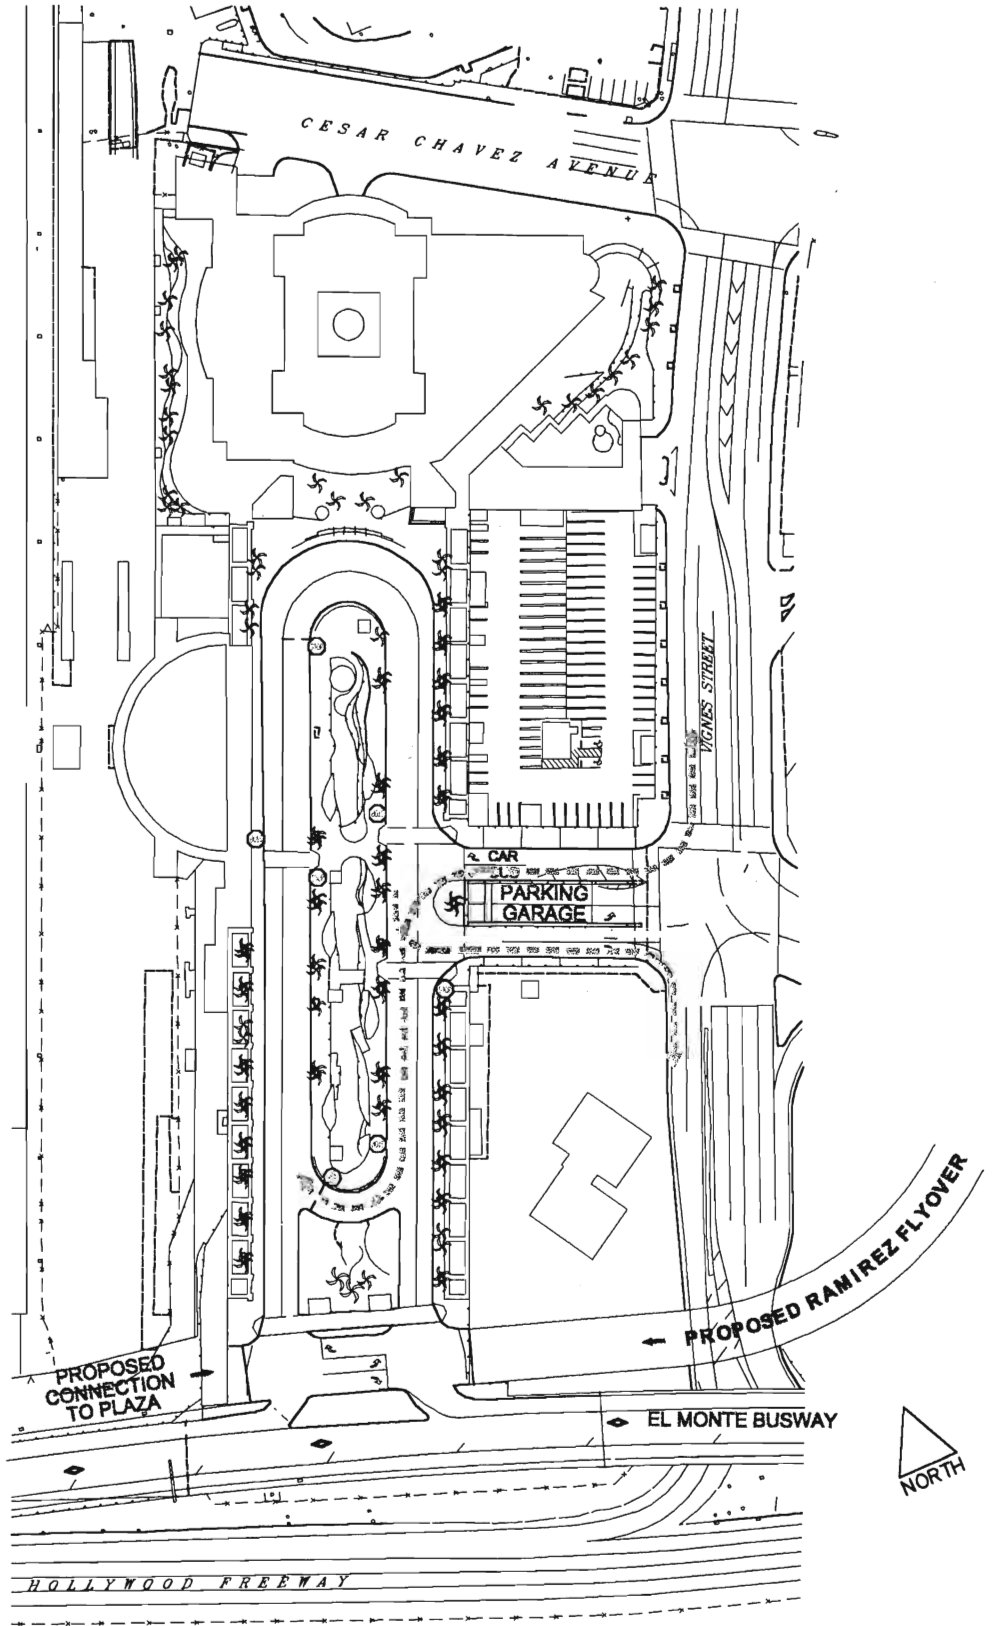 CESAR CHAVEZ AVENUE
VIGNES STREET
CAR
BUS
PARKING
GARAGE
PROPOSED RAMIREZ FLYOVER
PROPOSED
CONNECTION
TO PLAZA
EL MONTE BUSWAY
NORTH
HOLLYWOOD FREEWAY